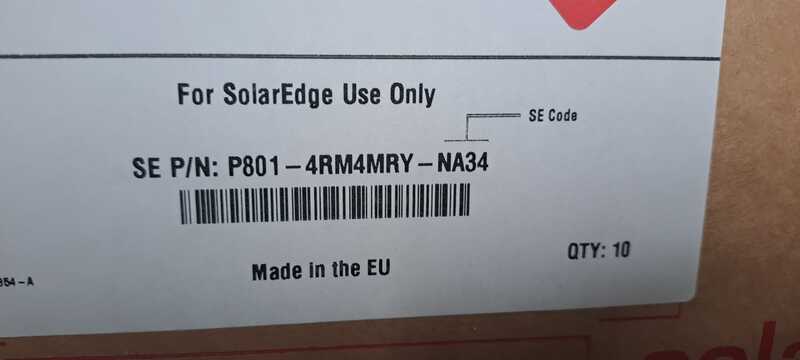 For SolarEdge Use Only
SE Code
SE P/N: P801-4RM4MRY-NA34
Made in the EU
QTY: 10